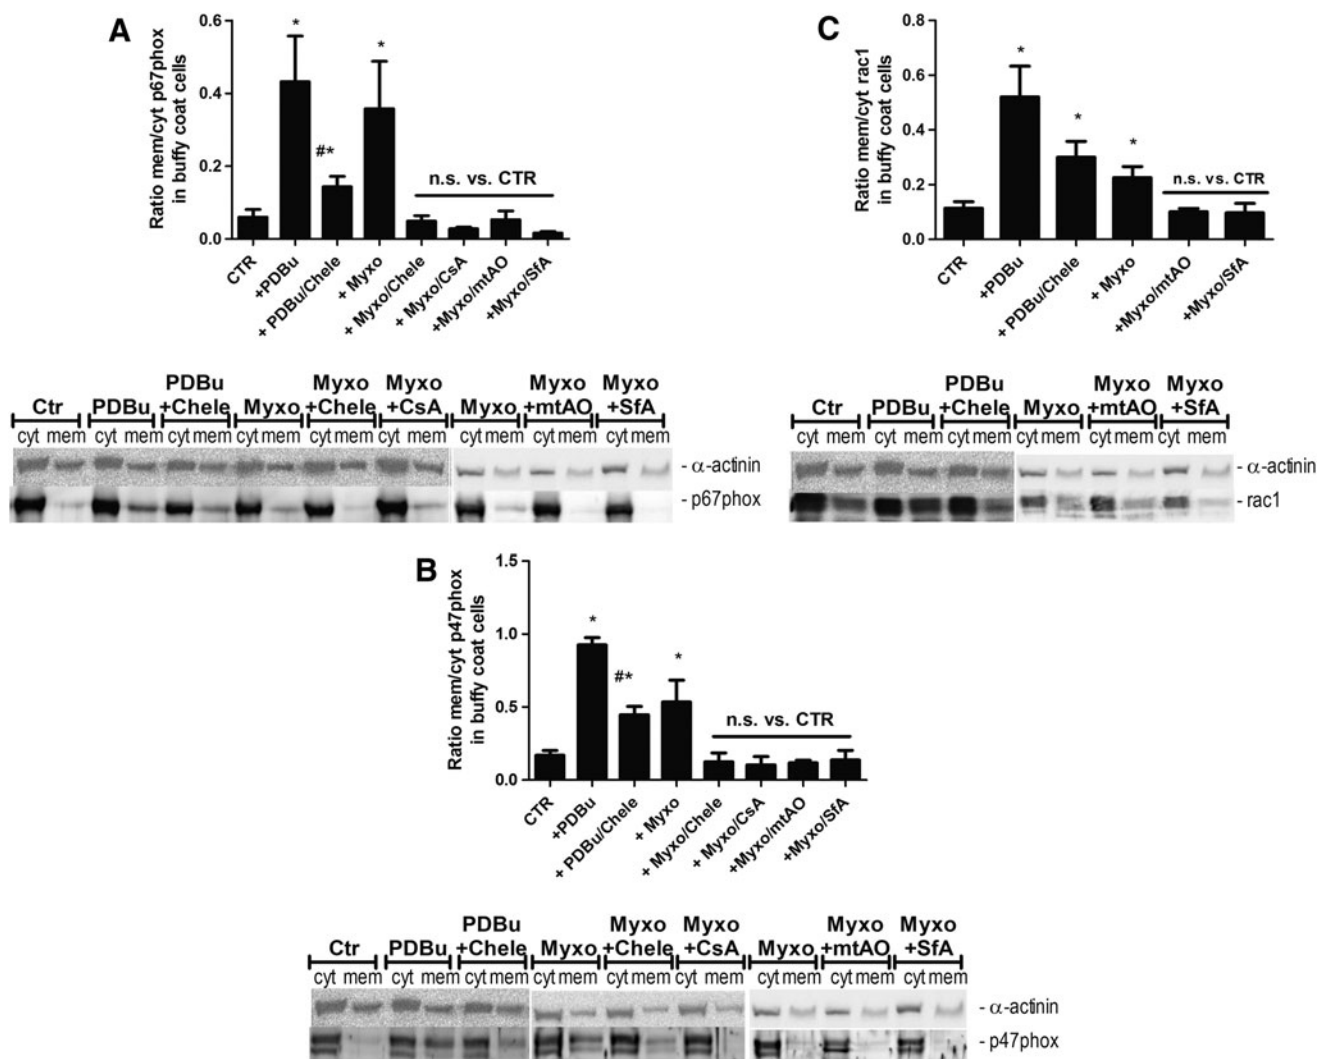 A
Ratio mem/cyt p67phox
in buffy coat cells
0.6
0.4
0.2
0.0
*
#*
*
n.s. vs. CTR
CTR
+PDBu
+ PDBu/Chele
+ Myxo
+ Myxo/Chele
+ Myxo/CsA
+Myxo/mtAO
+Myxo/SfA
Ctr PDBu PDBu +Chele Myxo Myxo +Chele Myxo +CsA Myxo Myxo +mtAO Myxo +SfA
cyt mem cyt mem cyt mem cyt mem cyt mem cyt mem cyt mem cyt mem cyt mem
- α-actinin
- p67phox
C
Ratio mem/cyt rac1
in buffy coat cells
0.8
0.6
0.4
0.2
0.0
*
*
*
n.s. vs. CTR
CTR
+PDBu
+ PDBu/Chele
+ Myxo
+Myxo/mtAO
+Myxo/SfA
Ctr PDBu PDBu +Chele Myxo Myxo +mtAO Myxo +SfA
cyt mem cyt mem cyt mem cyt mem cyt mem cyt mem
- α-actinin
- rac1
B
Ratio mem/cyt p47phox
in buffy coat cells
1.5
1.0
0.5
0.0
*
#*
*
n.s. vs. CTR
CTR
+PDBu
+ PDBu/Chele
+ Myxo
+ Myxo/Chele
+ Myxo/CsA
+Myxo/mtAO
+Myxo/SfA
Ctr PDBu PDBu +Chele Myxo Myxo +Chele Myxo +CsA Myxo Myxo +mtAO Myxo +SfA
cyt mem cyt mem cyt mem cyt mem cyt mem cyt mem cyt mem cyt mem cyt mem
- α-actinin
- p47phox